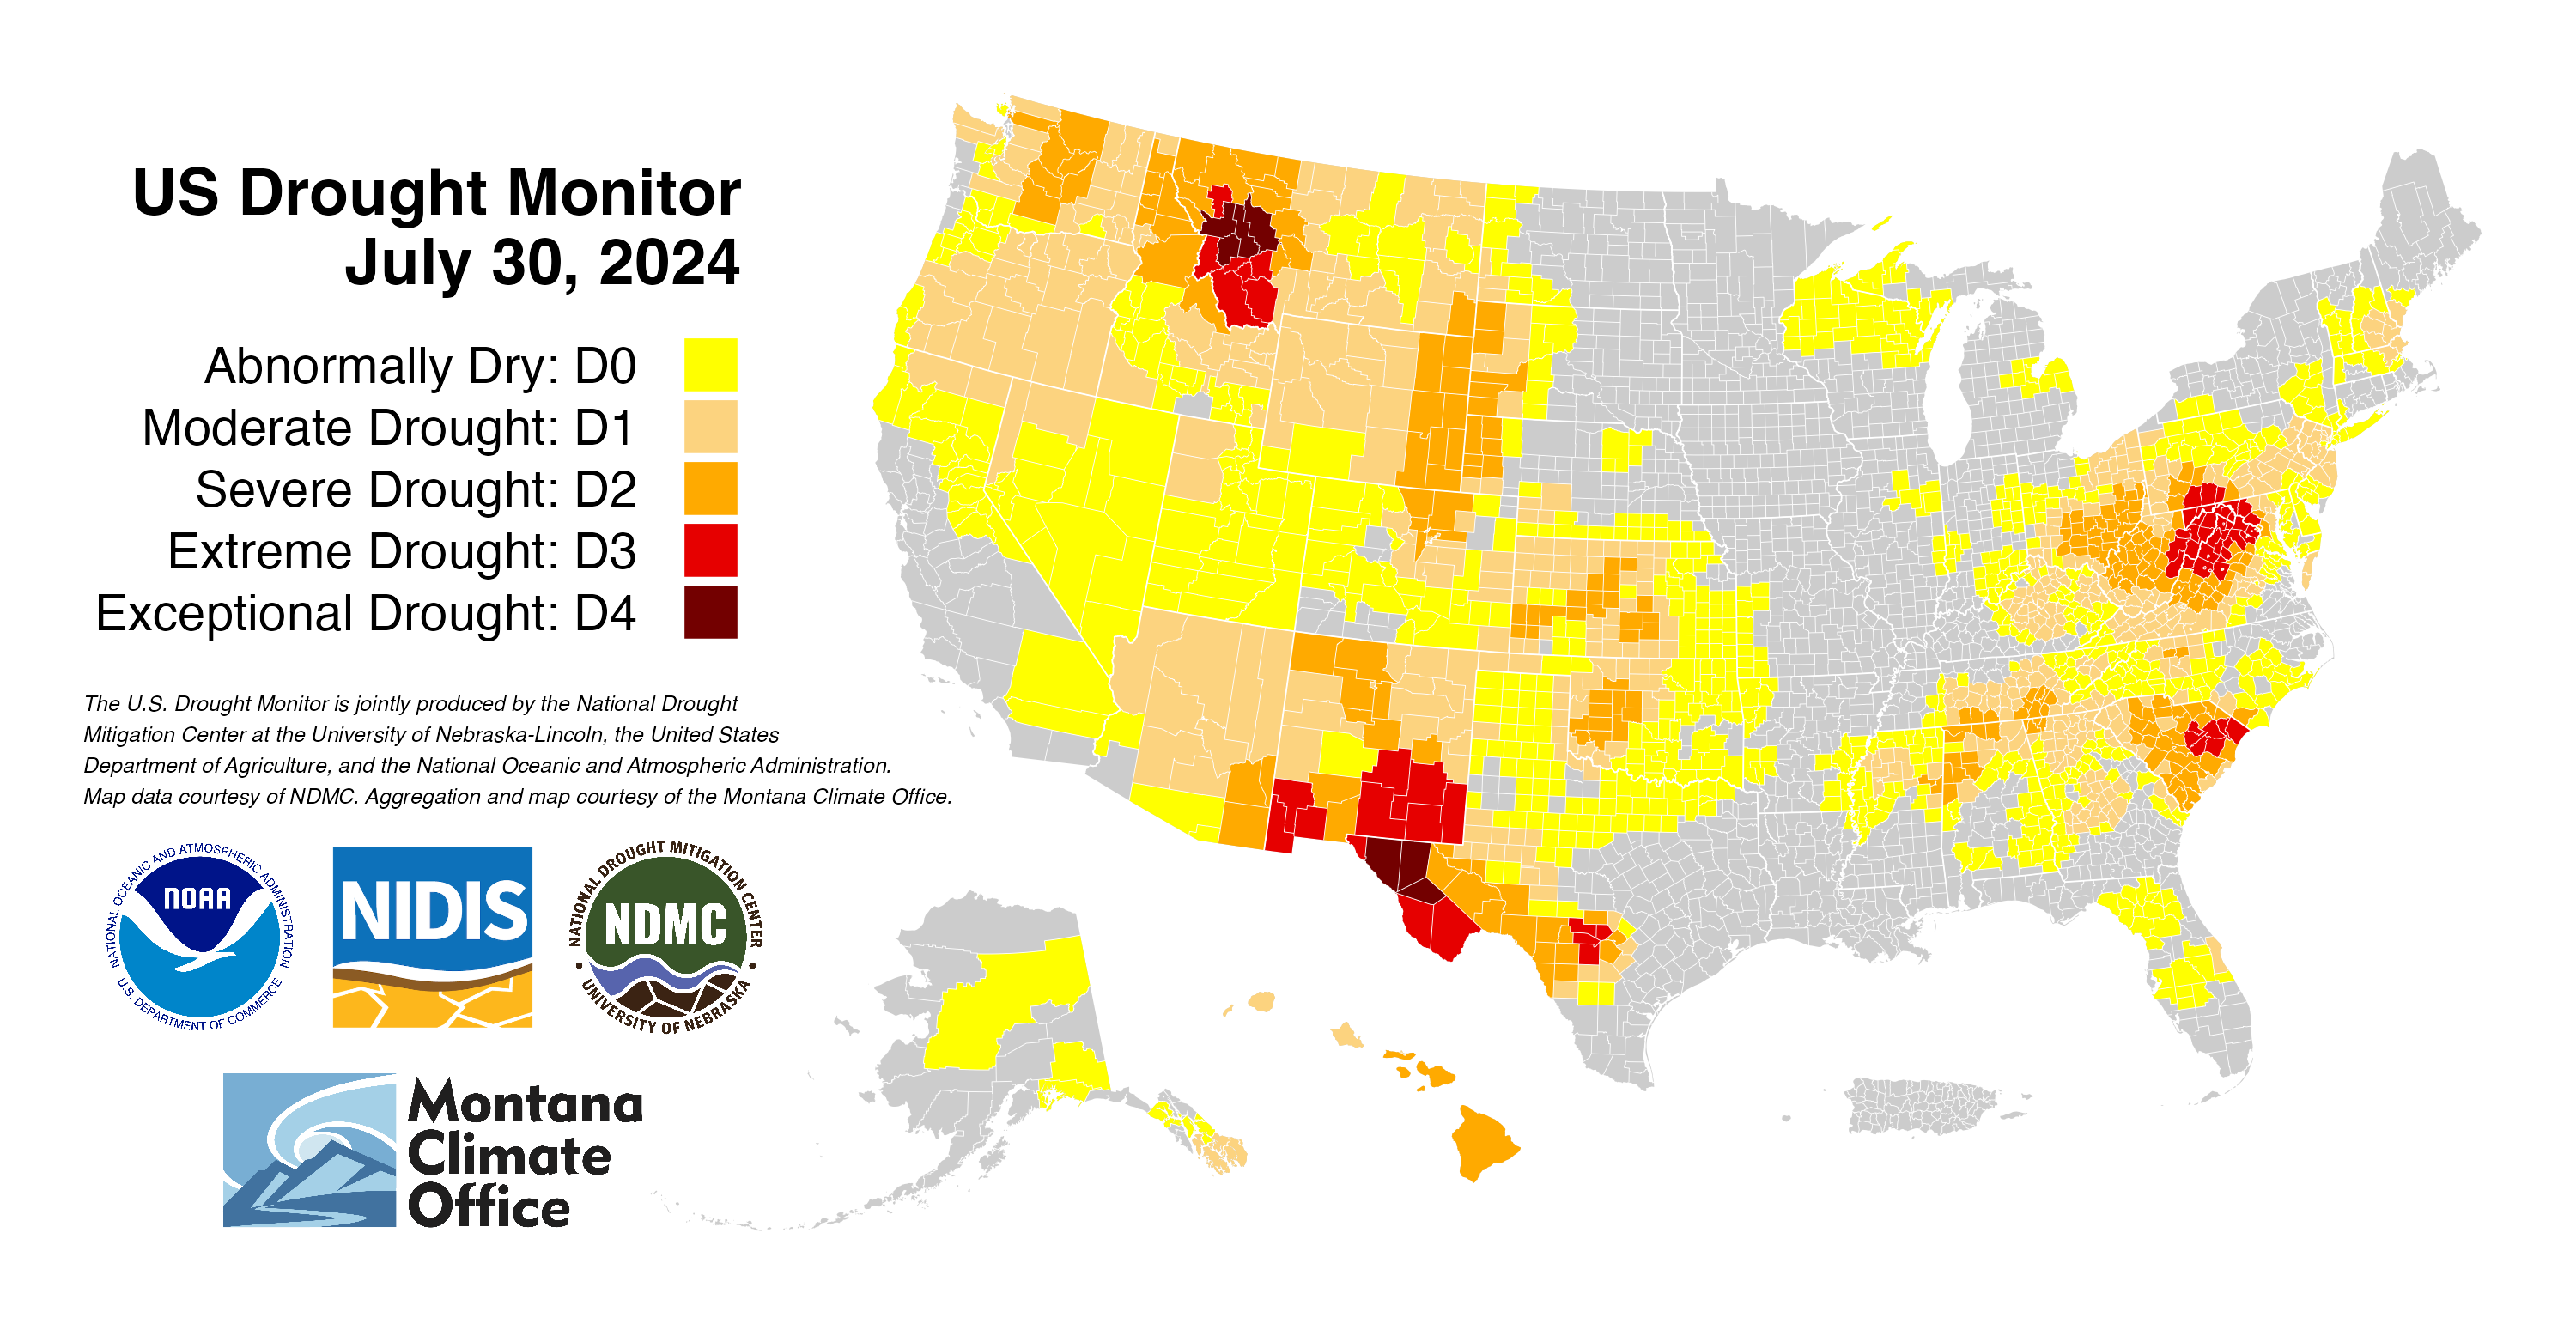 US Drought Monitor
July 30, 2024
Abnormally Dry: D0
Moderate Drought: D1
Severe Drought: D2
Extreme Drought: D3
Exceptional Drought: D4
The U.S. Drought Monitor is jointly produced by the National Drought
Mitigation Center at the University of Nebraska-Lincoln, the United States
Department of Agriculture, and the National Oceanic and Atmospheric Administration.
Map data courtesy of NDMC. Aggregation and map courtesy of the Montana Climate Office.
NATIONAL OCEANIC AND ATMOSPHERIC ADMINISTRATION
NOAA
U.S. DEPARTMENT OF COMMERCE
NIDIS
NATIONAL DROUGHT MITIGATION CENTER
NDMC
UNIVERSITY OF NEBRASKA
Montana
Climate
Office